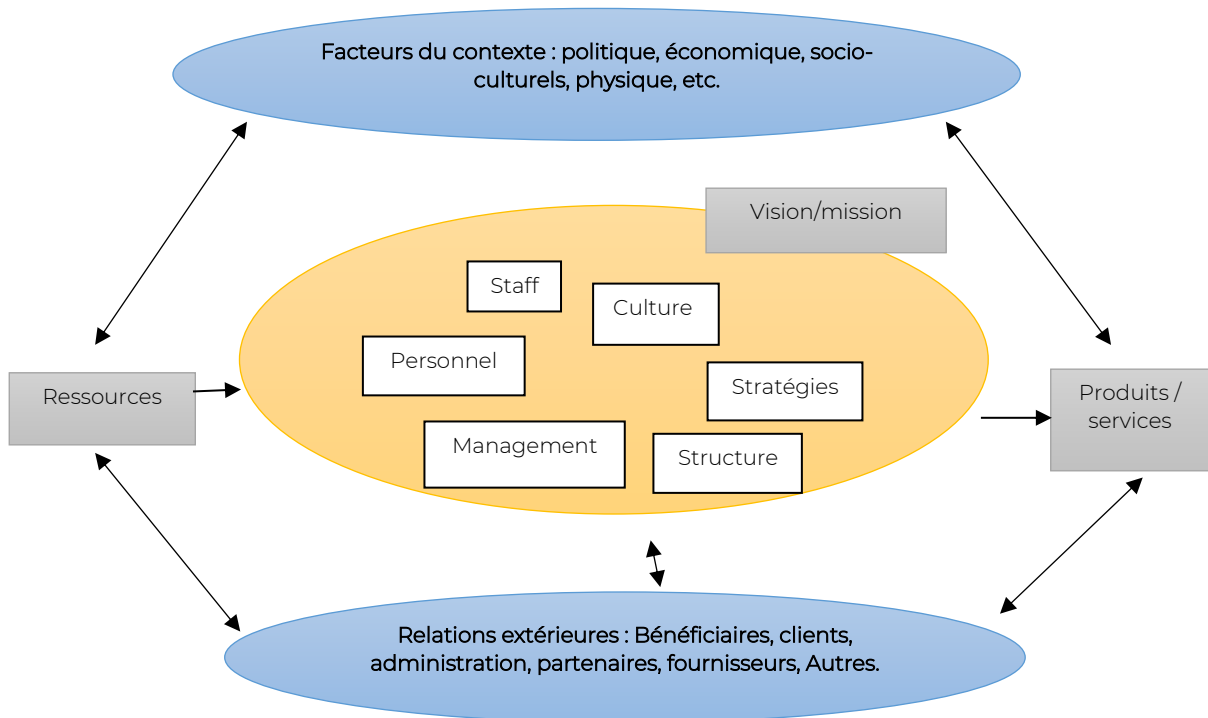 Facteurs du contexte : politique, économique, socio-
culturels, physique, etc.
Vision/mission
Staff
Culture
Personnel
Stratégies
Ressources
Produits /
services
Management
Structure
Relations extérieures : Bénéficiaires, clients,
administration, partenaires, fournisseurs, Autres.